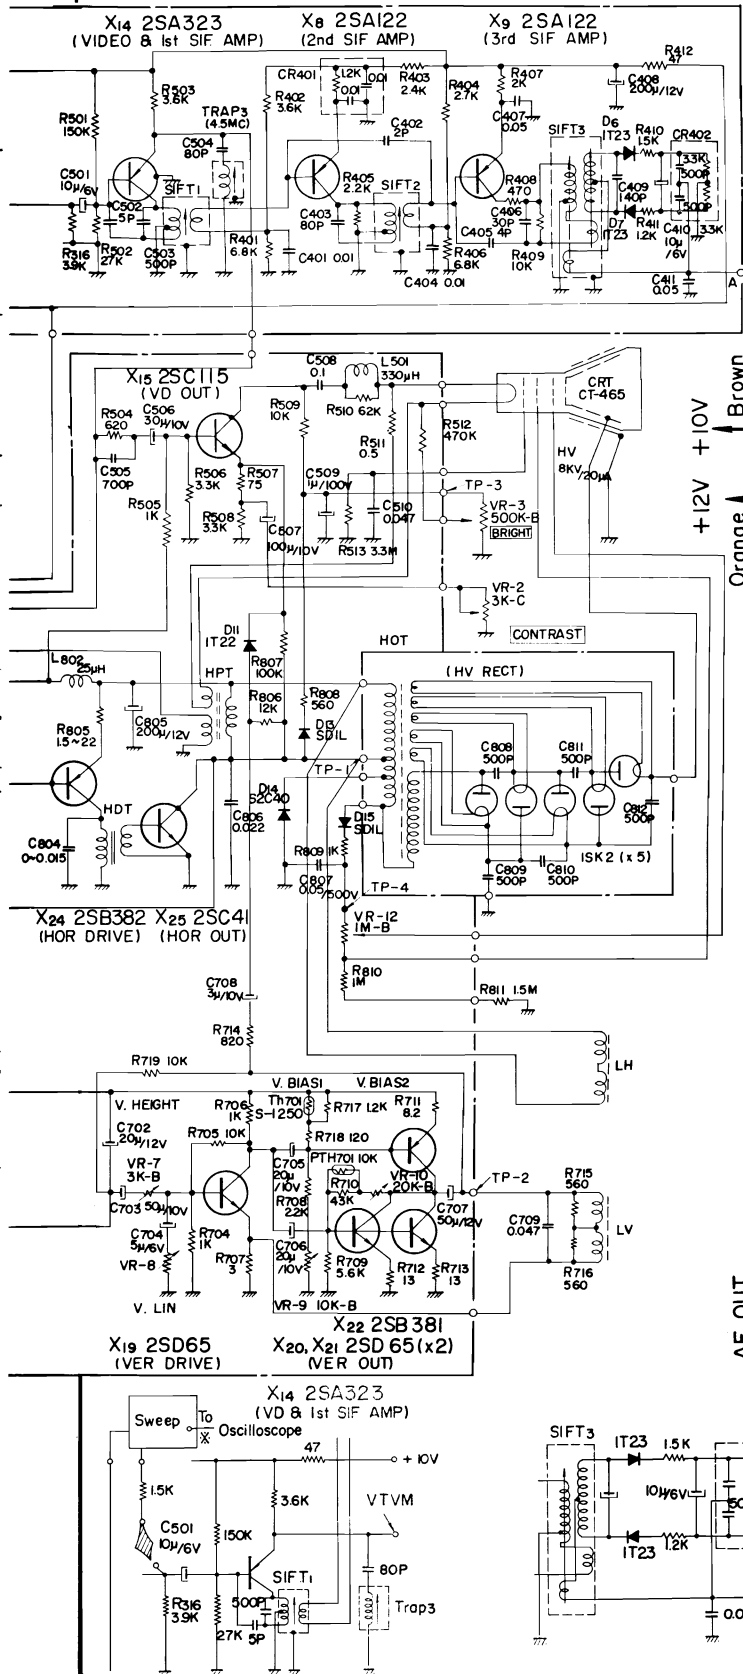 X14 2SA323
(VIDEO & 1st SIF AMP)
X8 2SA122
(2nd SIF AMP)
X9 2SA122
(3rd SIF AMP)
R501
150K
R503
3.6K
TRAP3
(4.5MC)
C504
80P
C501
10μ/6V
C502
5P
SIFT1
R316
3.9K
R502
27K
C503
500P
R401
6.8K
R402
3.6K
CR401
1.2K
0.01
0.01
R403
2.4K
R404
2.7K
C402
2P
R405
2.2K
SIFT2
C403
80P
C401 0.01
C404 0.01
R406
6.8K
C405 4P
R407
2K
C407
0.05
R408
470
C406
30P
R409
10K
SIFT3
D6
1T23
R410
1.5K
C408
200μ/12V
R412
47
CR402
3.3K
500P
500P
3.3K
C409
140P
D7
1T23
R411
1.2K
C410
10μ
/6V
C411
0.05
A
X15 2SC115
(VD OUT)
R504
620
C506
30μ/10V
C505
700P
R505
1K
R506
3.3K
R507
75
R508
3.3K
C507
100μ/10V
R509
10K
C508
0.1
L501
330μH
R510 62K
R511
0.5
R512
470K
C509
1μ/100V
C510
0.047
R513 3.3M
TP-3
VR-3
500K-B
BRIGHT
VR-2
3K-C
CONTRAST
CRT
CT-465
HV
8KV/20μA
+12V +10V
Orange Brown
L802
25μH
D11
1T22
R807
100K
HPT
R806
12K
R808
560
D13
SD1L
HOT
(HV RECT)
R805
1.5~22
C805
200μ/12V
TP-1
HDT
C804
0~0.015
C806
0.022
D14
S2C40
D15
SD1L
R809 1K
C807
0.05/500V
TP-4
C808
500P
C811
500P
C812
500P
C809
500P
C810
500P
1SK2 (x5)
X24 2SB382
(HOR DRIVE)
X25 2SC41
(HOR OUT)
VR-12
1M-B
R810
1M
R811 1.5M
C708
3μ/10V
R714
820
LH
R719 10K
V. HEIGHT
V. BIAS1
V. BIAS2
C702
20μ/12V
R706
1K
Th701
S-1250
R717 1.2K
R711
8.2
R705 10K
R718 120
VR-7
3K-B
C703
50μ/10V
C705
20μ
/10V
PTH701 10K
R710
43K
VR-10
20K-B
TP-2
R708
2.2K
C707
50μ/12V
R715
560
C709
0.047
LV
C704
5μ/6V
R704
1K
C706
20μ
/10V
VR-8
R707
3
R709
5.6K
R712
13
R713
13
R716
560
V. LIN
VR-9 10K-B
X19 2SD65
(VER DRIVE)
X22 2SB381
X20, X21 2SD65(x2)
(VER OUT)
AF OUT
X14 2SA323
(VD & 1st SIF AMP)
Sweep
To
※ Oscilloscope
47
+10V
1.5K
3.6K
VTVM
C501
10μ/6V
150K
SIFT1
80P
R316
3.9K
500P
27K
5P
Trap3
SIFT3
1T23
1.5K
10μ/6V
1T23
1.2K